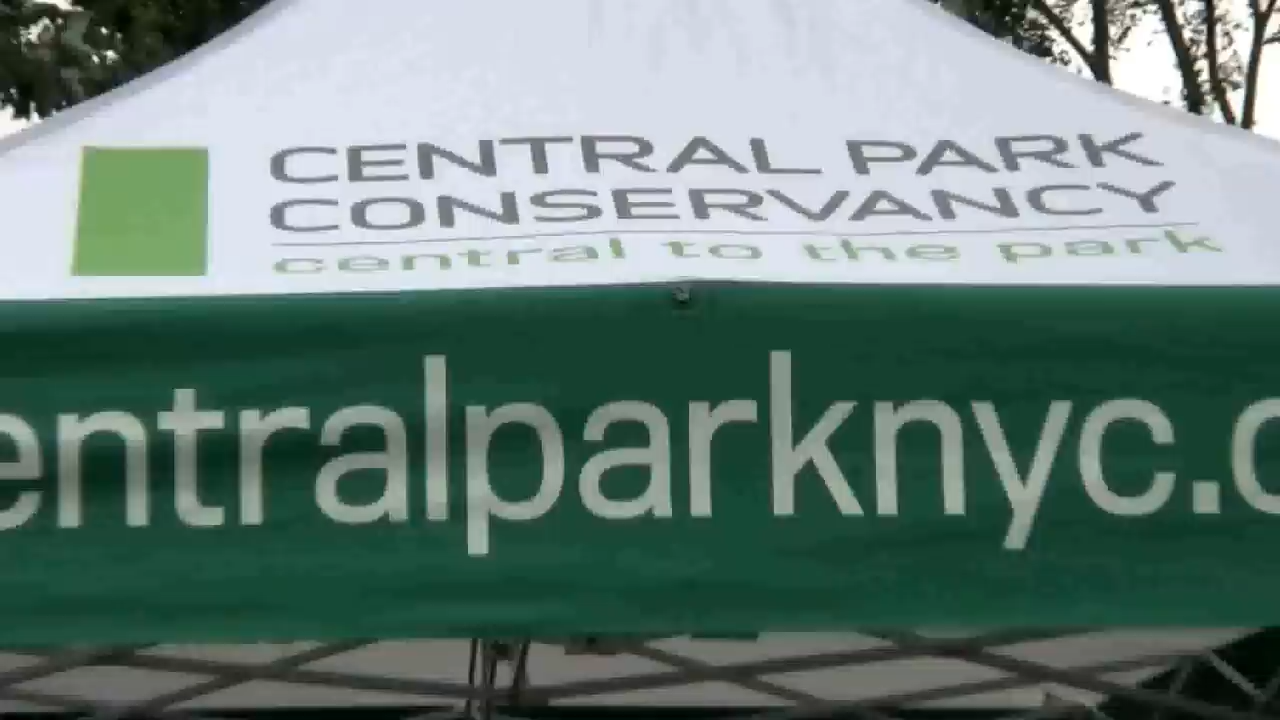 CENTRAL PARK
CONSERVANCY
central to the park
entralparknyc.c